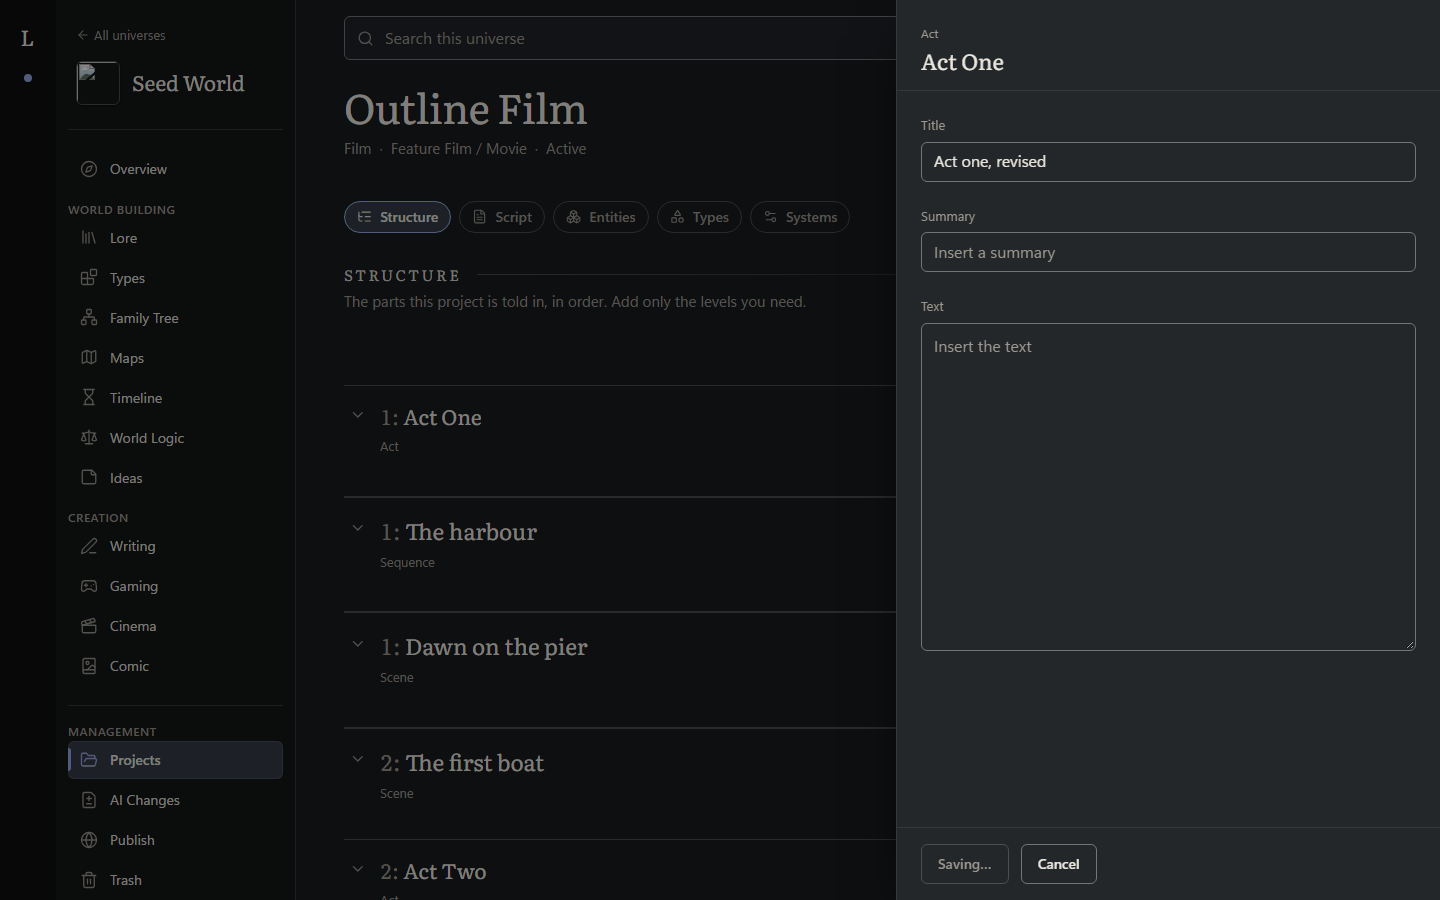 L
All universes
Seed World
Overview
WORLD BUILDING
Lore
Types
Family Tree
Maps
Timeline
World Logic
Ideas
CREATION
Writing
Gaming
Cinema
Comic
MANAGEMENT
Projects
AI Changes
Publish
Trash
Search this universe
Outline Film
Film · Feature Film / Movie · Active
Structure
Script
Entities
Types
Systems
STRUCTURE
The parts this project is told in, in order. Add only the levels you need.
1: Act One
Act
1: The harbour
Sequence
1: Dawn on the pier
Scene
2: The first boat
Scene
2: Act Two
Act
Act
Act One
Title
Act one, revised
Summary
Insert a summary
Text
Insert the text
Saving...
Cancel